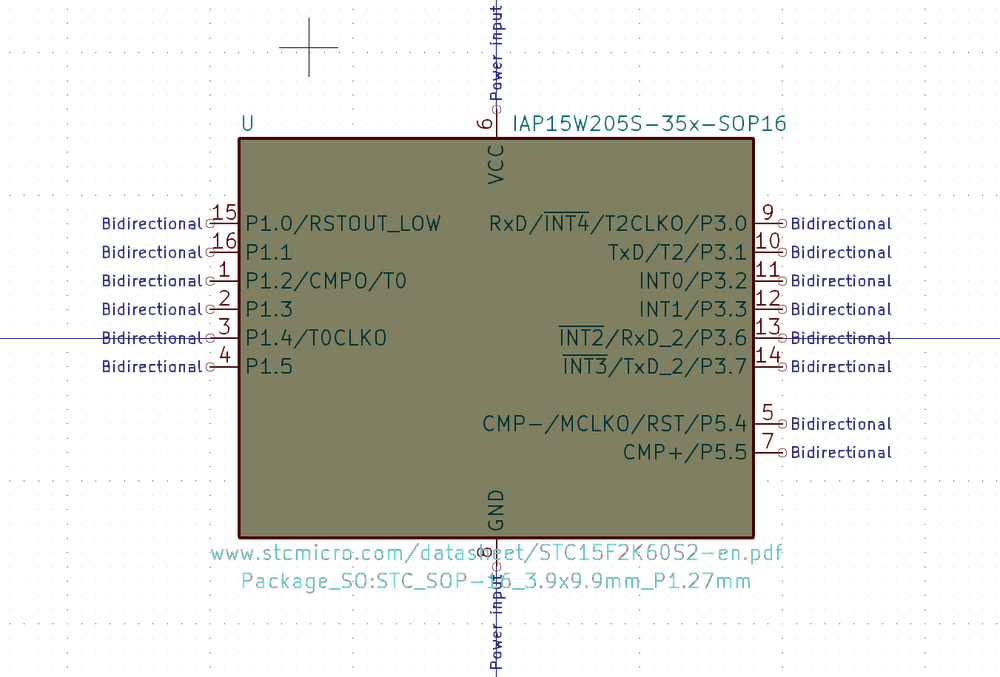 Power input
6
U IAP15W205S-35x-SOP16
VCC
Bidirectional 15 P1.0/RSTOUT_LOW RxD/INT4/T2CLKO/P3.0 9 Bidirectional
Bidirectional 16 P1.1 TxD/T2/P3.1 10 Bidirectional
Bidirectional 1 P1.2/CMPO/T0 INT0/P3.2 11 Bidirectional
Bidirectional 2 P1.3 INT1/P3.3 12 Bidirectional
Bidirectional 3 P1.4/T0CLKO INT2/RxD_2/P3.6 13 Bidirectional
Bidirectional 4 P1.5 INT3/TxD_2/P3.7 14 Bidirectional
CMP-/MCLKO/RST/P5.4 5 Bidirectional
CMP+/P5.5 7 Bidirectional
GND
8
www.stcmicro.com/datasheet/STC15F2K60S2-en.pdf
Package_SO:STC_SOP-16_3.9x9.9mm_P1.27mm
Power input